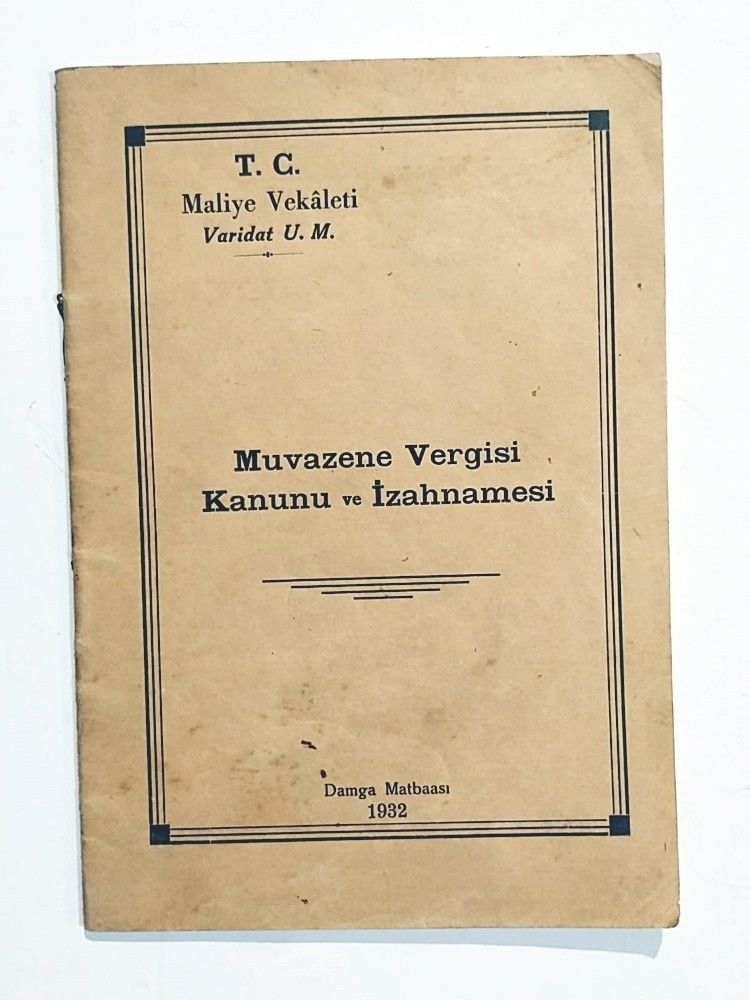 T. C.
Maliye Vekâleti
Varidat U. M.
Muvazene Vergisi
Kanunu ve İzahnamesi
Damga Matbaası
1932